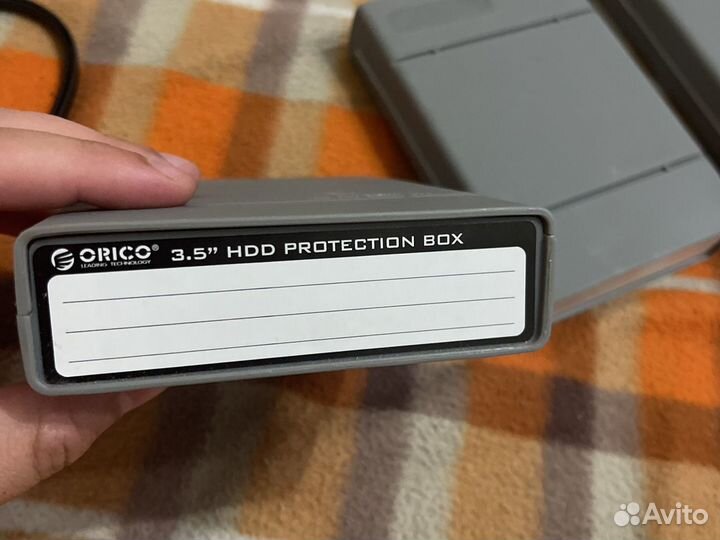 ORICO® 3.5” HDD PROTECTION BOX
LEADING TECHNOLOGY
Avito